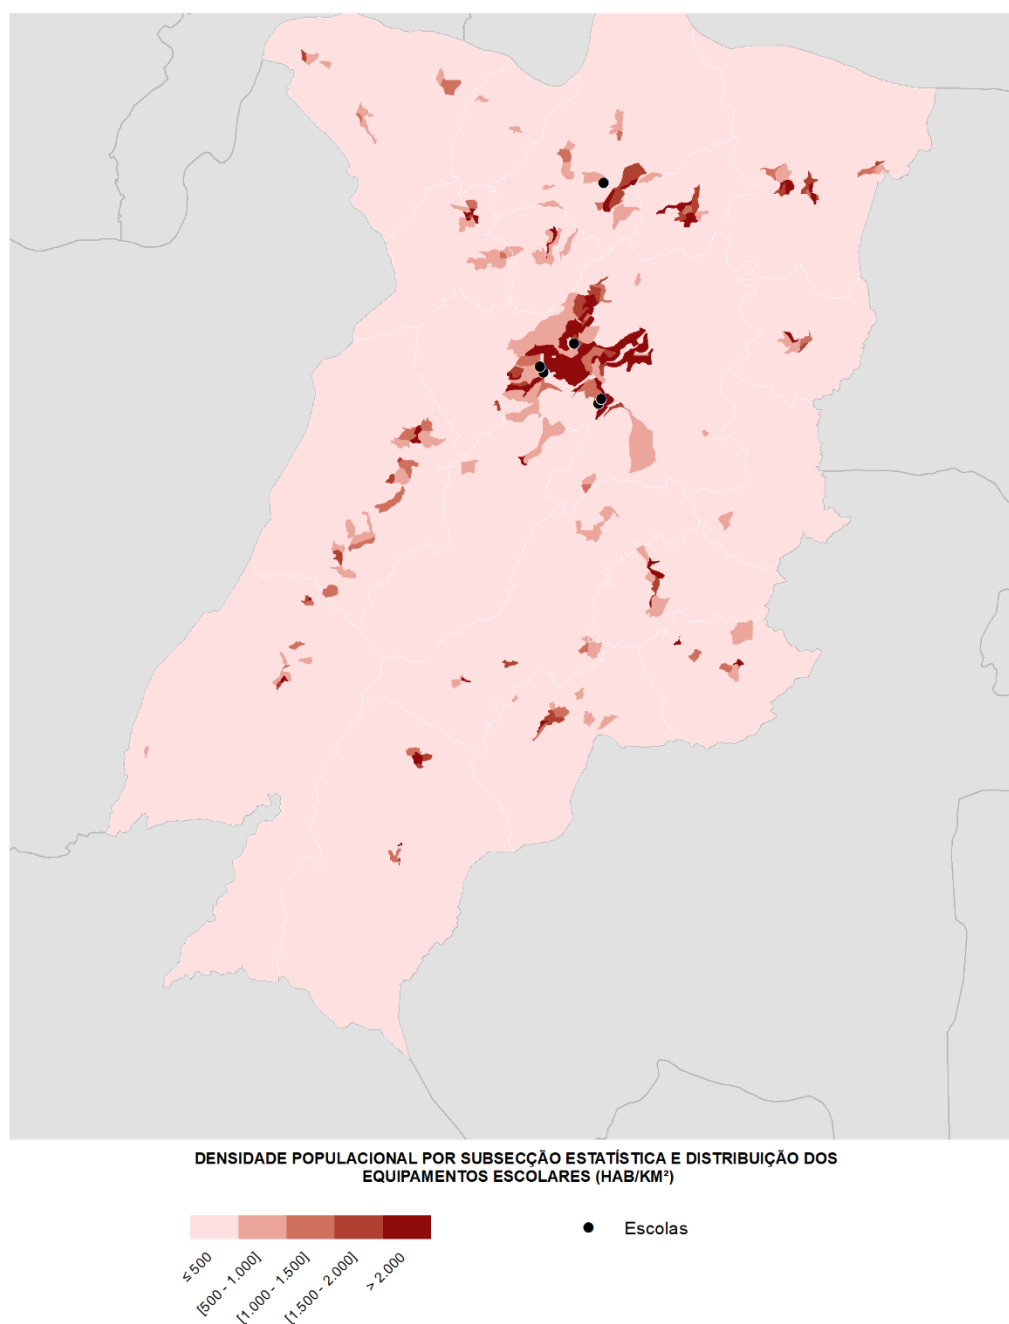 DENSIDADE POPULACIONAL POR SUBSECÇÃO ESTATÍSTICA E DISTRIBUIÇÃO DOS
EQUIPAMENTOS ESCOLARES (HAB/KM²)
Escolas
≤ 500
[500 - 1.000]
[1.000 - 1.500]
[1.500 - 2.000]
> 2.000